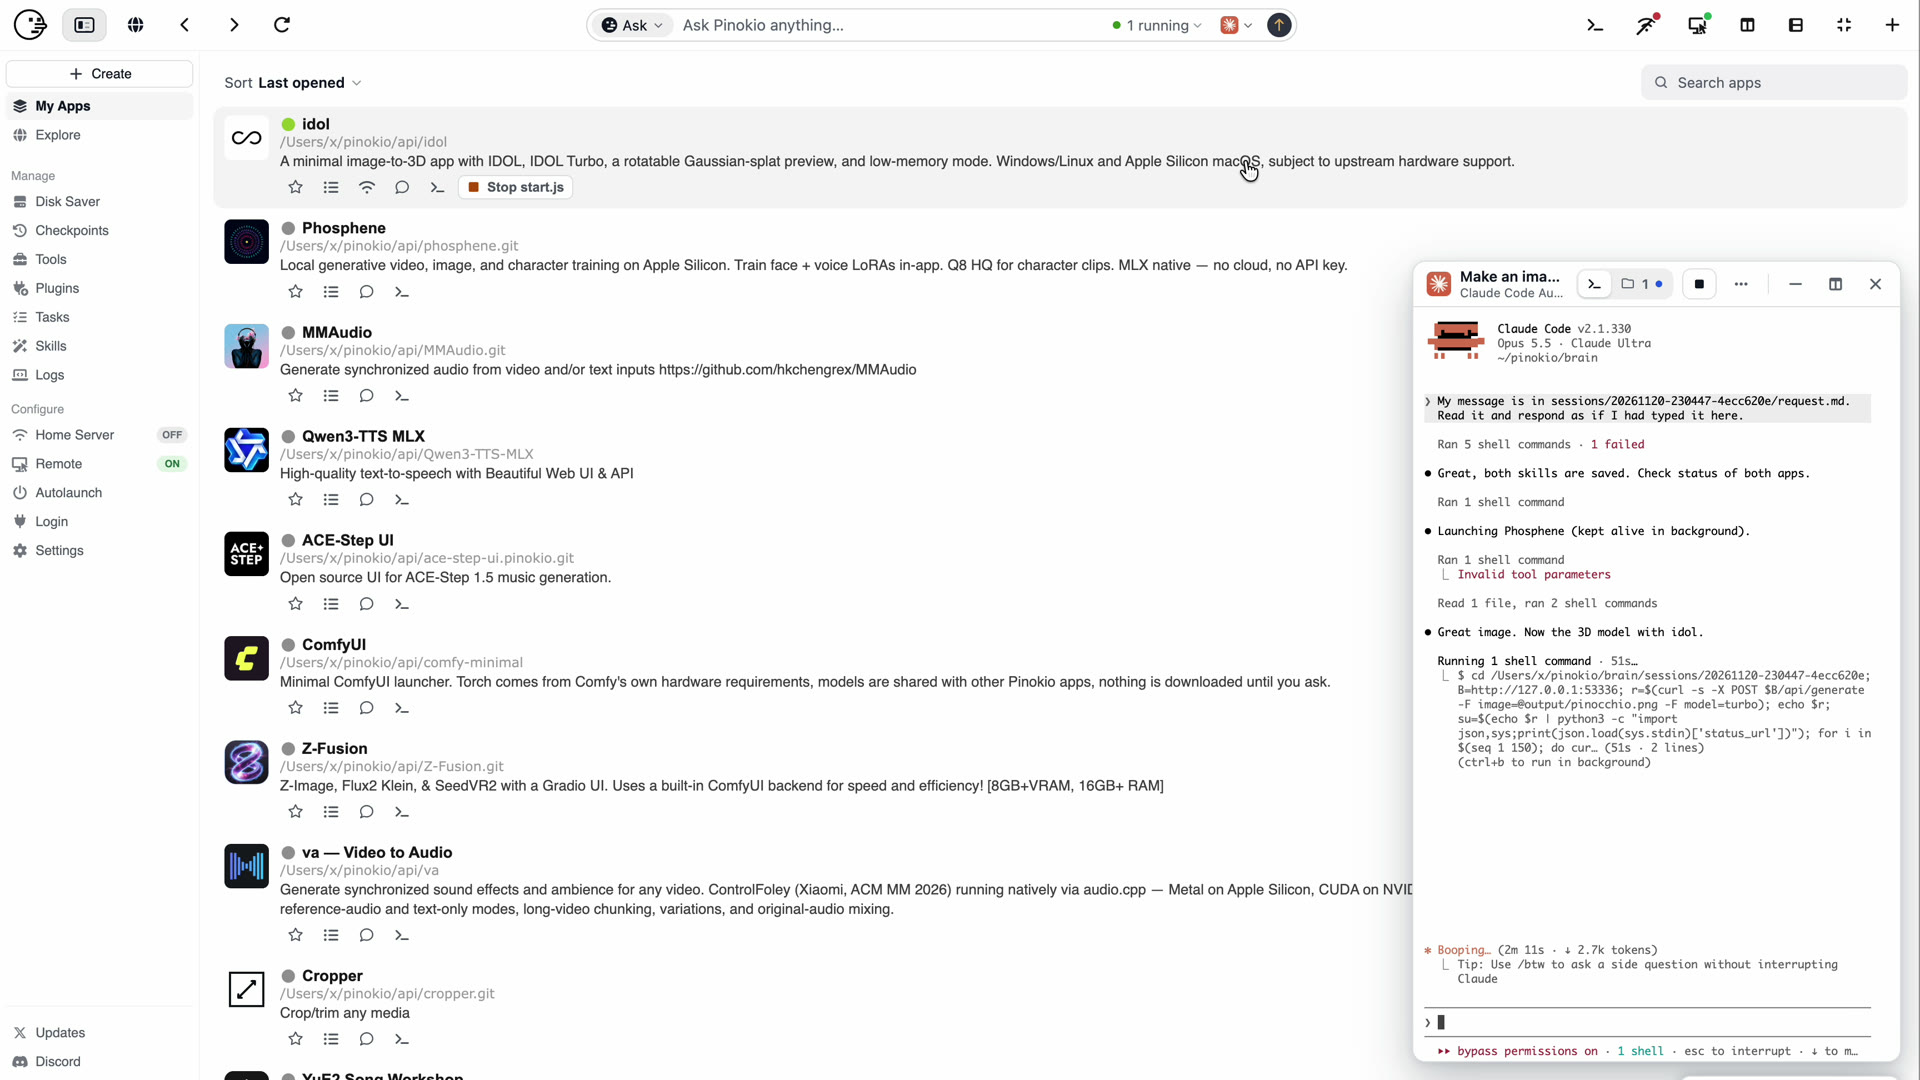 Ask
Ask Pinokio anything...
1 running
Create
My Apps
Explore
Manage
Disk Saver
Checkpoints
Tools
Plugins
Tasks
Skills
Logs
Configure
Home Server OFF
Remote ON
Autolaunch
Login
Settings
Updates
Discord
Sort Last opened
Search apps
idol
/Users/x/pinokio/api/idol
A minimal image-to-3D app with IDOL, IDOL Turbo, a rotatable Gaussian-splat preview, and low-memory mode. Windows/Linux and Apple Silicon macOS, subject to upstream hardware support.
Stop start.js
Phosphene
/Users/x/pinokio/api/phosphene.git
Local generative video, image, and character training on Apple Silicon. Train face + voice LoRAs in-app. Q8 HQ for character clips. MLX native — no cloud, no API key.
MMAudio
/Users/x/pinokio/api/MMAudio.git
Generate synchronized audio from video and/or text inputs https://github.com/hkchengrex/MMAudio
Qwen3-TTS MLX
/Users/x/pinokio/api/Qwen3-TTS-MLX
High-quality text-to-speech with Beautiful Web UI & API
ACE+
STEP
ACE-Step UI
/Users/x/pinokio/api/ace-step-ui.pinokio.git
Open source UI for ACE-Step 1.5 music generation.
ComfyUI
/Users/x/pinokio/api/comfy-minimal
Minimal ComfyUI launcher. Torch comes from Comfy's own hardware requirements, models are shared with other Pinokio apps, nothing is downloaded until you ask.
Z-Fusion
/Users/x/pinokio/api/Z-Fusion.git
Z-Image, Flux2 Klein, & SeedVR2 with a Gradio UI. Uses a built-in ComfyUI backend for speed and efficiency! [8GB+VRAM, 16GB+ RAM]
va — Video to Audio
/Users/x/pinokio/api/va
Generate synchronized sound effects and ambience for any video. ControlFoley (Xiaomi, ACM MM 2026) running natively via audio.cpp — Metal on Apple Silicon, CUDA on NVID
reference-audio and text-only modes, long-video chunking, variations, and original-audio mixing.
Cropper
/Users/x/pinokio/api/cropper.git
Crop/trim any media
YuE2 Song Workshop
Make an ima...
Claude Code Au...
1
Claude Code v2.1.330
Opus 5.5 · Claude Ultra
~/pinokio/brain
❯ My message is in sessions/20261120-230447-4ecc620e/request.md.
Read it and respond as if I had typed it here.
Ran 5 shell commands · 1 failed
● Great, both skills are saved. Check status of both apps.
Ran 1 shell command
● Launching Phosphene (kept alive in background).
Ran 1 shell command
⎿ Invalid tool parameters
Read 1 file, ran 2 shell commands
● Great image. Now the 3D model with idol.
Running 1 shell command · 51s…
⎿ $ cd /Users/x/pinokio/brain/sessions/20261120-230447-4ecc620e;
B=http://127.0.0.1:53336; r=$(curl -s -X POST $B/api/generate
-F image=@output/pinocchio.png -F model=turbo); echo $r;
su=$(echo $r | python3 -c "import
json,sys;print(json.load(sys.stdin)['status_url'])"); for i in
$(seq 1 150); do cur… (51s · 2 lines)
(ctrl+b to run in background)
* Booping… (2m 11s · ↓ 2.7k tokens)
⎿ Tip: Use /btw to ask a side question without interrupting
Claude
❯
▸▸ bypass permissions on · 1 shell · esc to interrupt · ↓ to m…